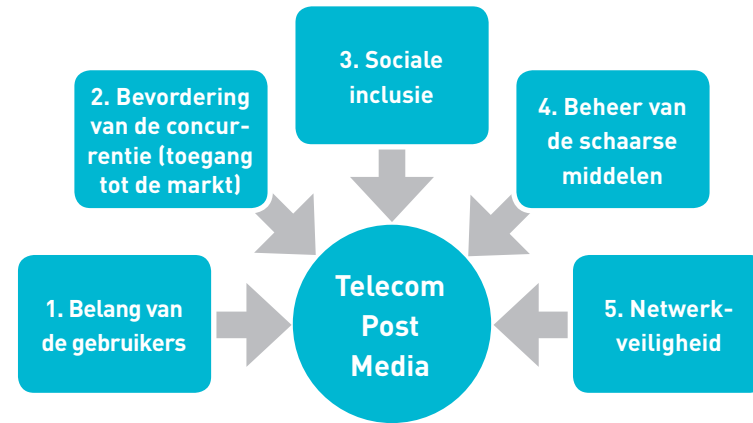 1. Belang van
de gebruikers
2. Bevordering
van de concur-
rentie (toegang
tot de markt)
3. Sociale
inclusie
4. Beheer van
de schaarse
middelen
5. Netwerk-
veiligheid
Telecom
Post
Media